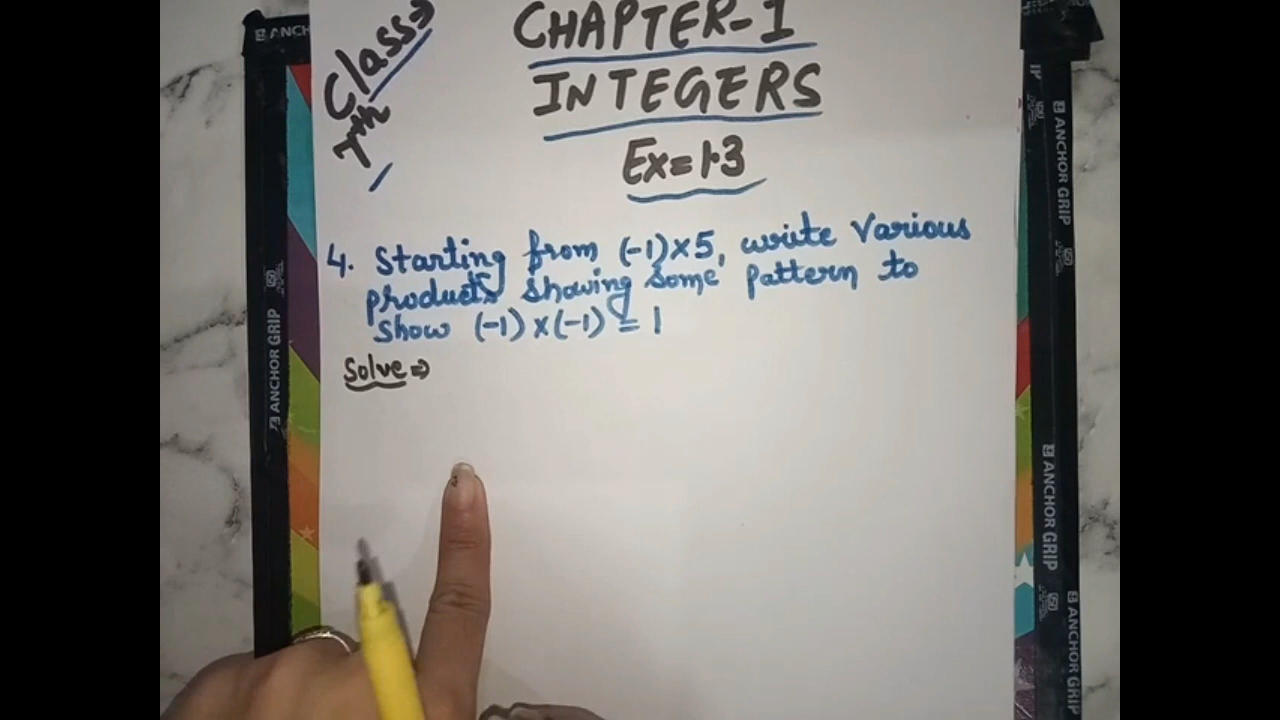 CHAPTER-1
INTEGERS
Ex=1.3
Class⇒
7th
4. Starting from (-1)×5, write various
products showing some pattern to
show (-1)×(-1) = 1
Solve⇒
ANCHOR
ANCHOR GRIP
ANCHOR GRIP
ANCHOR GRIP
ANCHOR GRIP